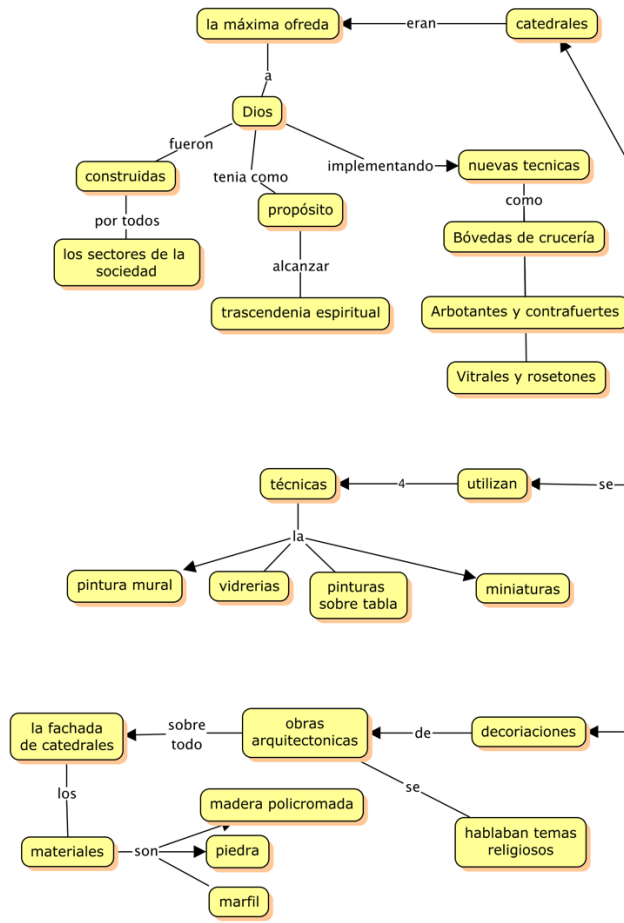 la máxima ofreda
eran
catedrales
a
Dios
fueron
tenia como
implementando
nuevas tecnicas
construidas
propósito
como
por todos
Bóvedas de crucería
los sectores de la
sociedad
alcanzar
trascendenia espiritual
Arbotantes y contrafuertes
Vitrales y rosetones
técnicas
4
utilizan
se
la
pintura mural
vidrerias
pinturas
sobre tabla
miniaturas
la fachada
de catedrales
sobre
todo
obras
arquitectonicas
de
decoriaciones
los
se
madera policromada
materiales
son
piedra
hablaban temas
religiosos
marfil